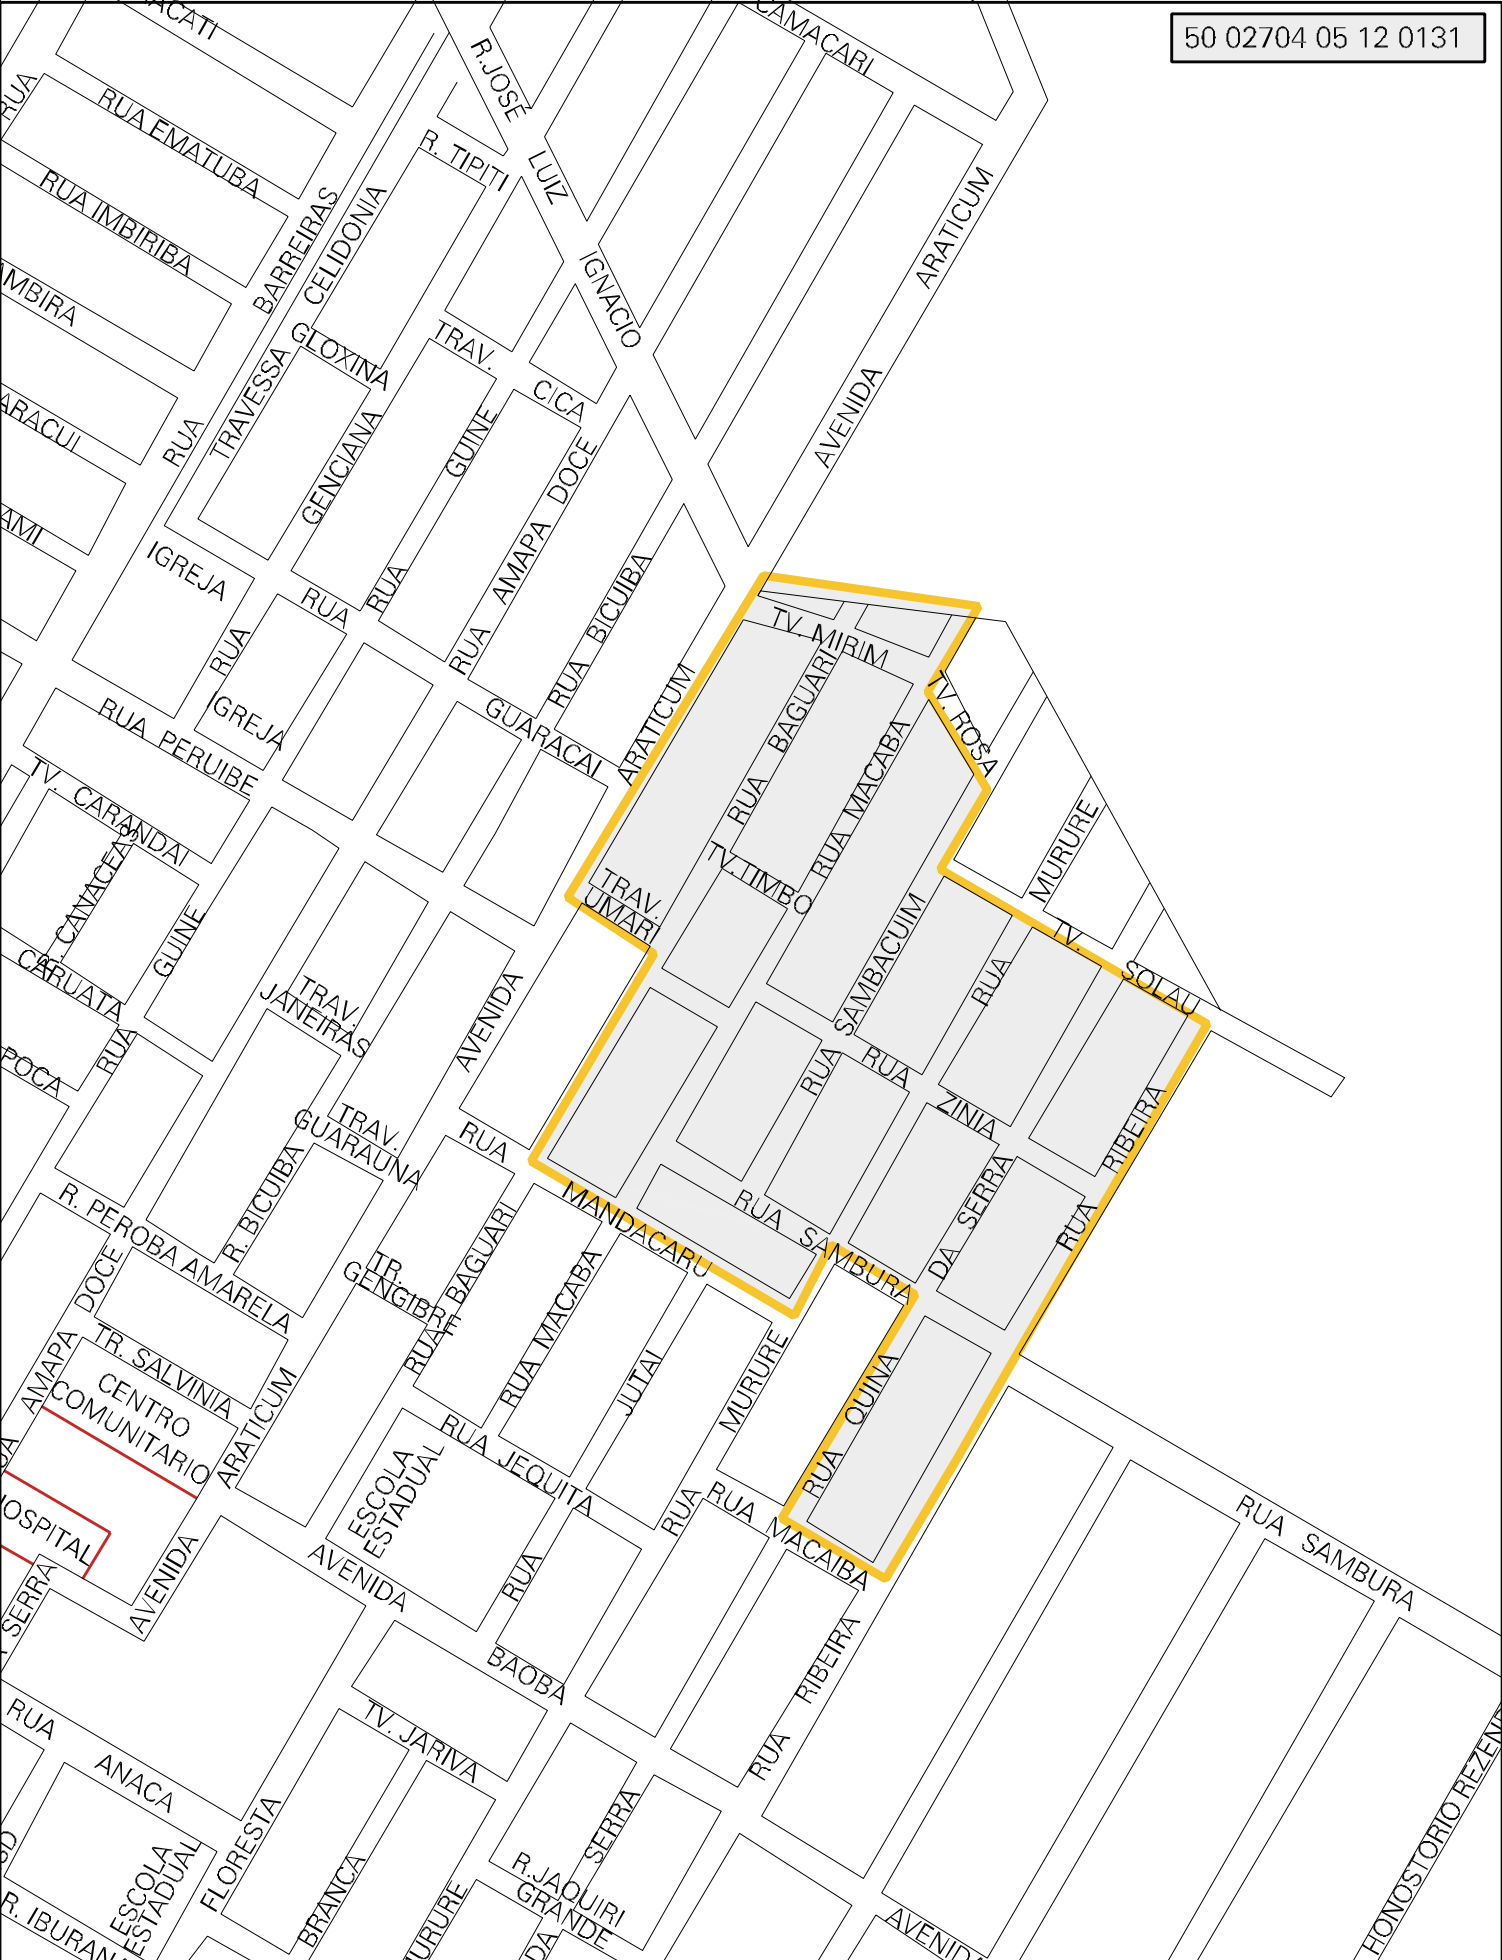 50 02704 05 12 0131
CAMACARI
R.JOSE
LUIZ
IGNACIO
RUA
RUA EMATUBA
R. TIPITI
RUA IMBIRIBA
BARREIRAS
CELIDONIA
ARATICUM
GLOXINA
TRAV.
CICA
TRAVESSA
RUA
GENCIANA
GUINE
DOCE
AMAPA
AVENIDA
IGREJA
RUA
RUA
RUA
BICUIBA
RUA
RUA
IGREJA
GUARACAI
ARATICUM
TV. MIRIM
BAGUARI
RUA
RUA MACABA
TV. ROSA
RUA PERUIBE
TV. CARANDAI
CANACEAS
GUINE
CARUATA
RUA
TRAV.
JANEIRAS
AVENIDA
TRAV.
UMARI
TV.TIMBO
SAMBACUIM
RUA
MURURE
RUA
TV.
SOLAU
RUA
ZINIA
RIBEIRA
RUA
DA SERRA
TRAV.
GUARAUNA
RUA
MANDACARU
RUA SAMBURA
R. BICUIBA
R. PEROBA AMARELA
DOCE
AMAPA
TR.
GENGIBRE
BAGUARI
RUA
RUA MACABA
JUTAI
MURURE
RUA
QUINA
RUA
TR. SALVINIA
CENTRO
COMUNITARIO
ARATICUM
AVENIDA
RUA JEQUITA
ESCOLA
ESTADUAL
RUA MACAIBA
RUA SAMBURA
SERRA
AVENIDA
BAOBA
RUA
RIBEIRA
RUA
RUA
ANACA
TV. JARIVA
FLORESTA
ESCOLA
ESTADUAL
BRANCA
SERRA
R.JAQUIRI
GRANDE
HONOSTORIO